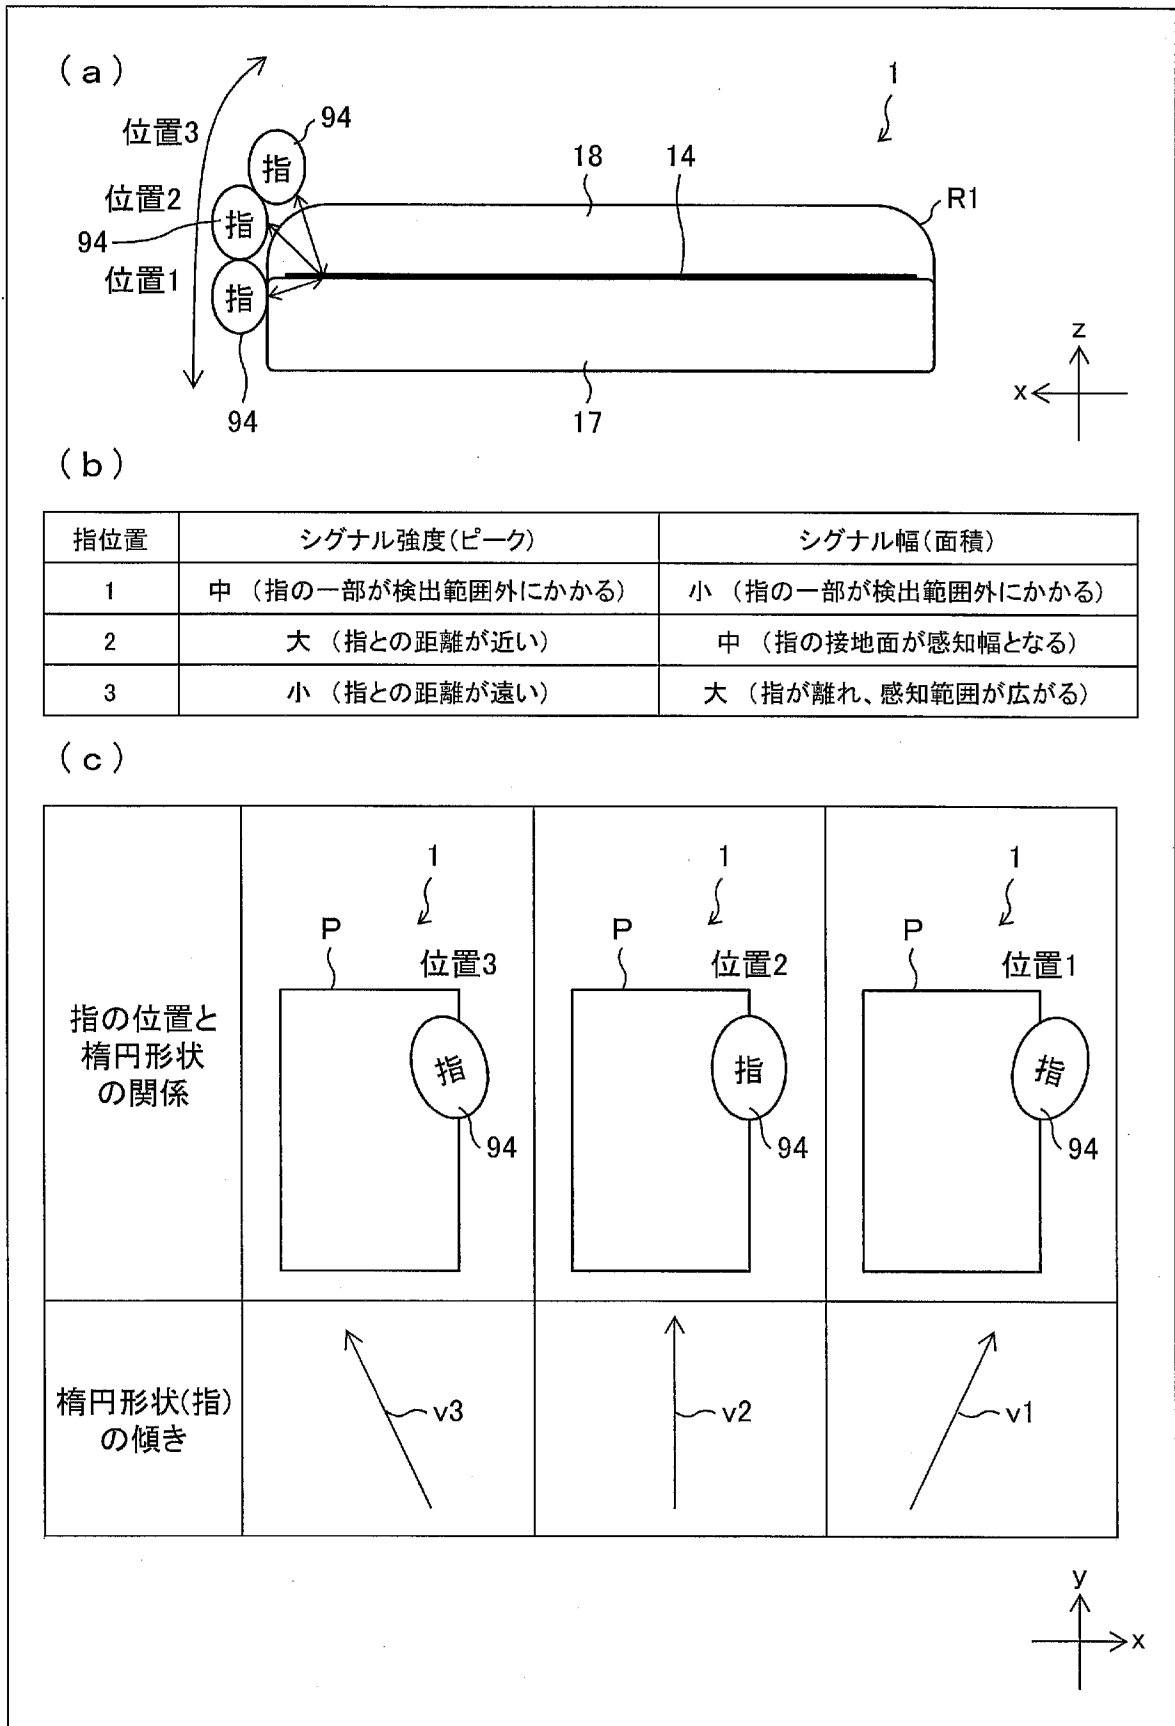 (a)
1
位置3
94
指
18
14
R1
位置2
指
94
位置1
指
94
17
z
x
(b)
指位置 シグナル強度(ピーク) シグナル幅(面積)
1 中 (指の一部が検出範囲外にかかる) 小 (指の一部が検出範囲外にかかる)
2 大 (指との距離が近い) 中 (指の接地面が感知幅となる)
3 小 (指との距離が遠い) 大 (指が離れ、感知範囲が広がる)
(c)
指の位置と
楕円形状
の関係
1
P
位置3
指
94
1
P
位置2
指
94
1
P
位置1
指
94
楕円形状(指)
の傾き
v3
v2
v1
y
x